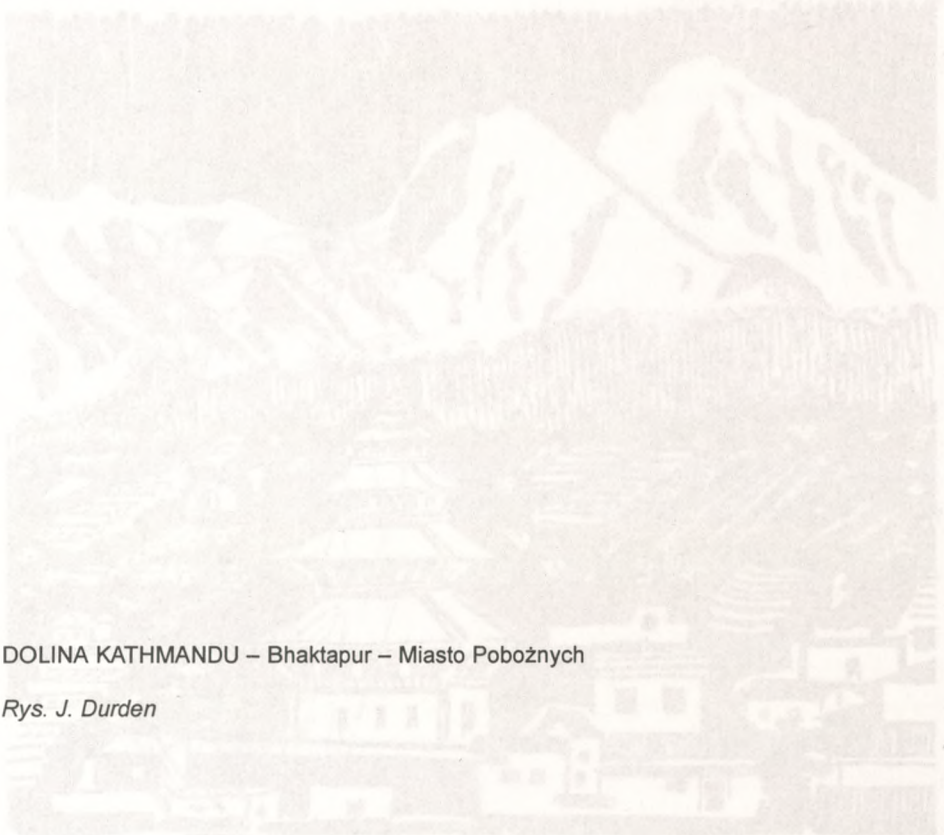 DOLINA KATHMANDU – Bhaktapur – Miasto Pobożnych
Rys. J. Durden